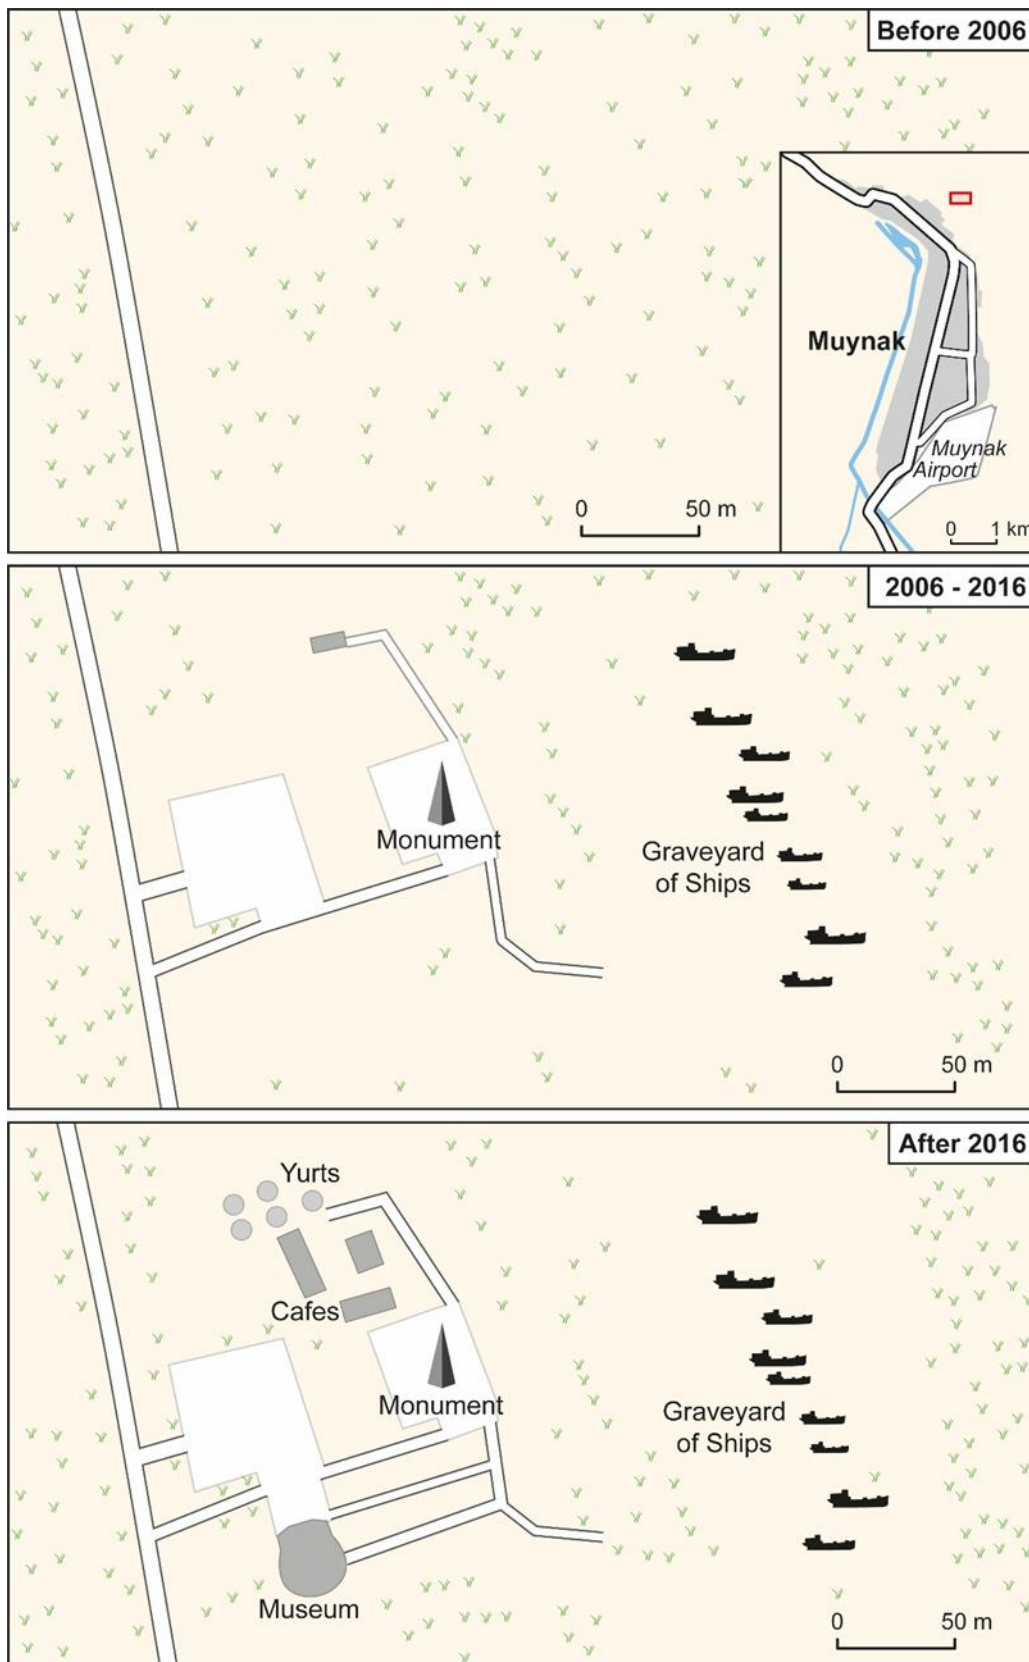 Before 2006
Muynak
Muynak
Airport
0 50 m
0 1 km
2006 - 2016
Monument
Graveyard
of Ships
0 50 m
After 2016
Yurts
Cafes
Monument
Graveyard
of Ships
Museum
0 50 m